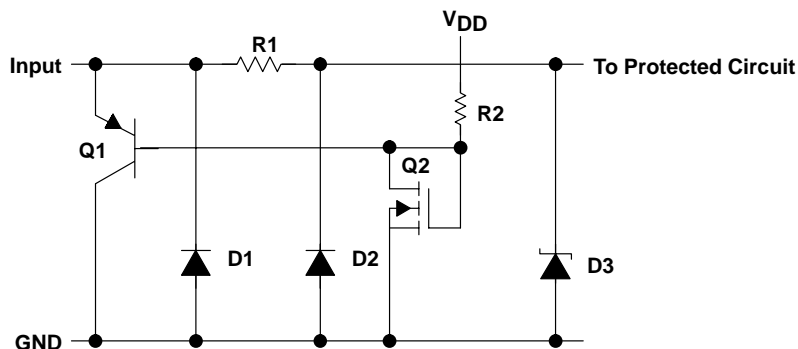 VDD
R1
Input
To Protected Circuit
R2
Q1
Q2
D1
D2
D3
GND